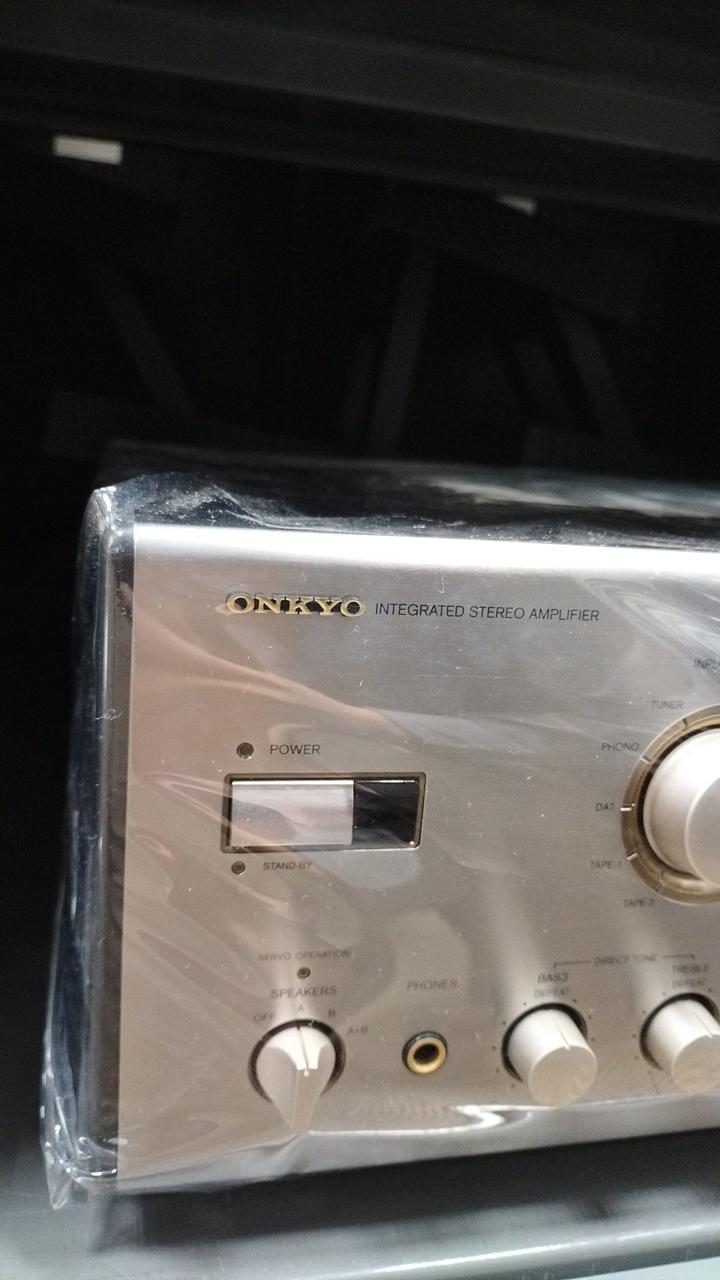 ONKYO INTEGRATED STEREO AMPLIFIER
TUNER
PHONO
DAT
TAPE-1
TAPE-2
POWER
STAND-BY
SERVO OPERATION
SPEAKERS
OFF A B A+B
PHONES
DIRECT TONE
BASS
DEFEAT
TREBLE
DEFEAT